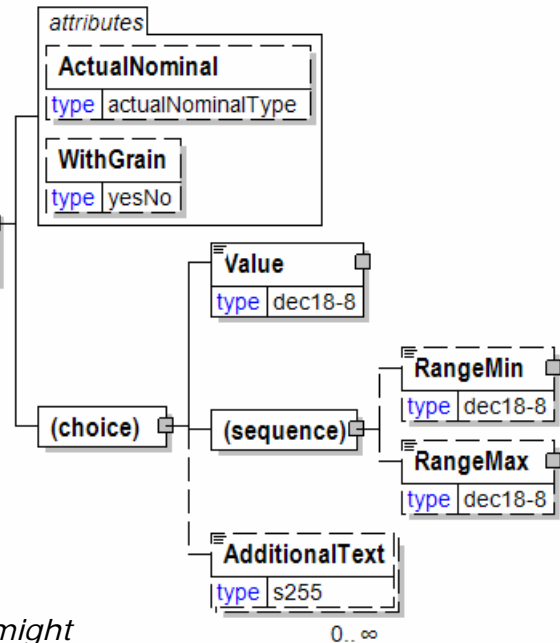 attributes
ActualNominal
type actualNominalType
WithGrain
type yesNo
Value
type dec18-8
(choice)
(sequence)
RangeMin
type dec18-8
RangeMax
type dec18-8
AdditionalText
type s255
might
0.. ∞